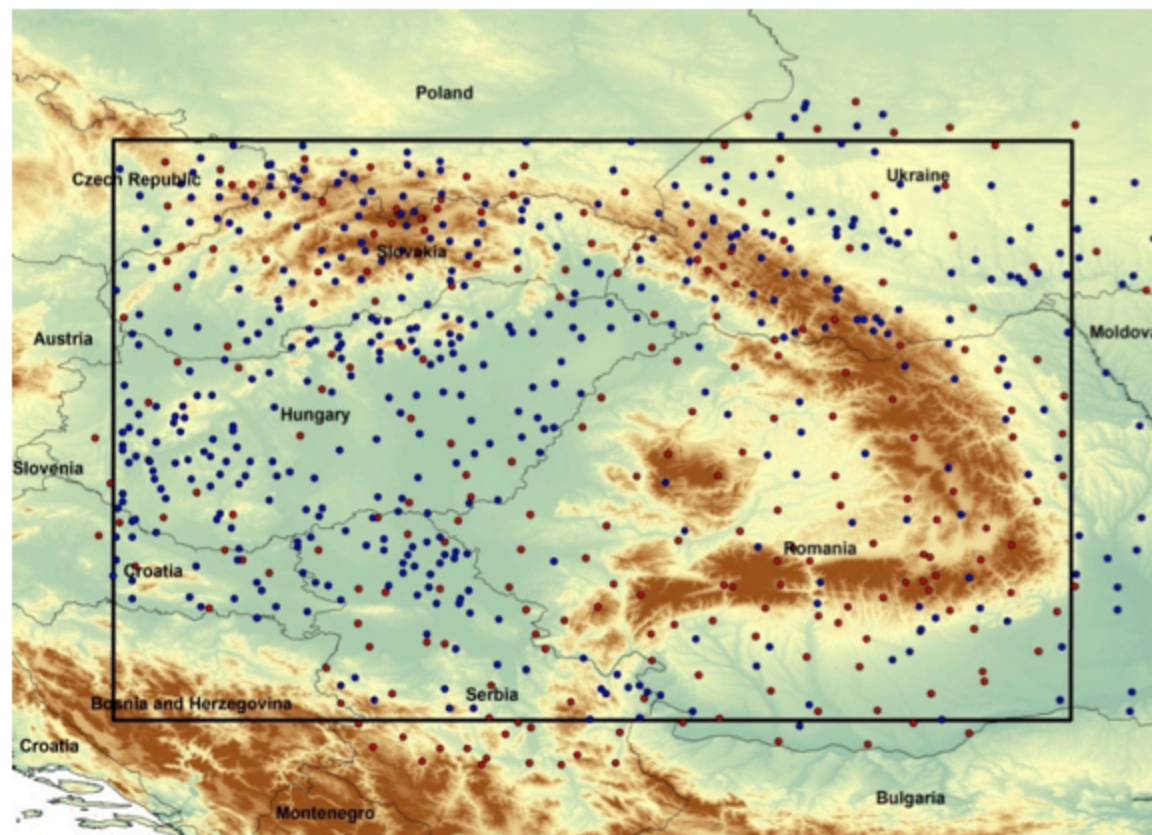 Poland
Czech Republic
Ukraine
Slovakia
Austria
Moldova
Hungary
Slovenia
Romania
Croatia
Serbia
Bosnia and Herzegovina
Croatia
Bulgaria
Montenegro